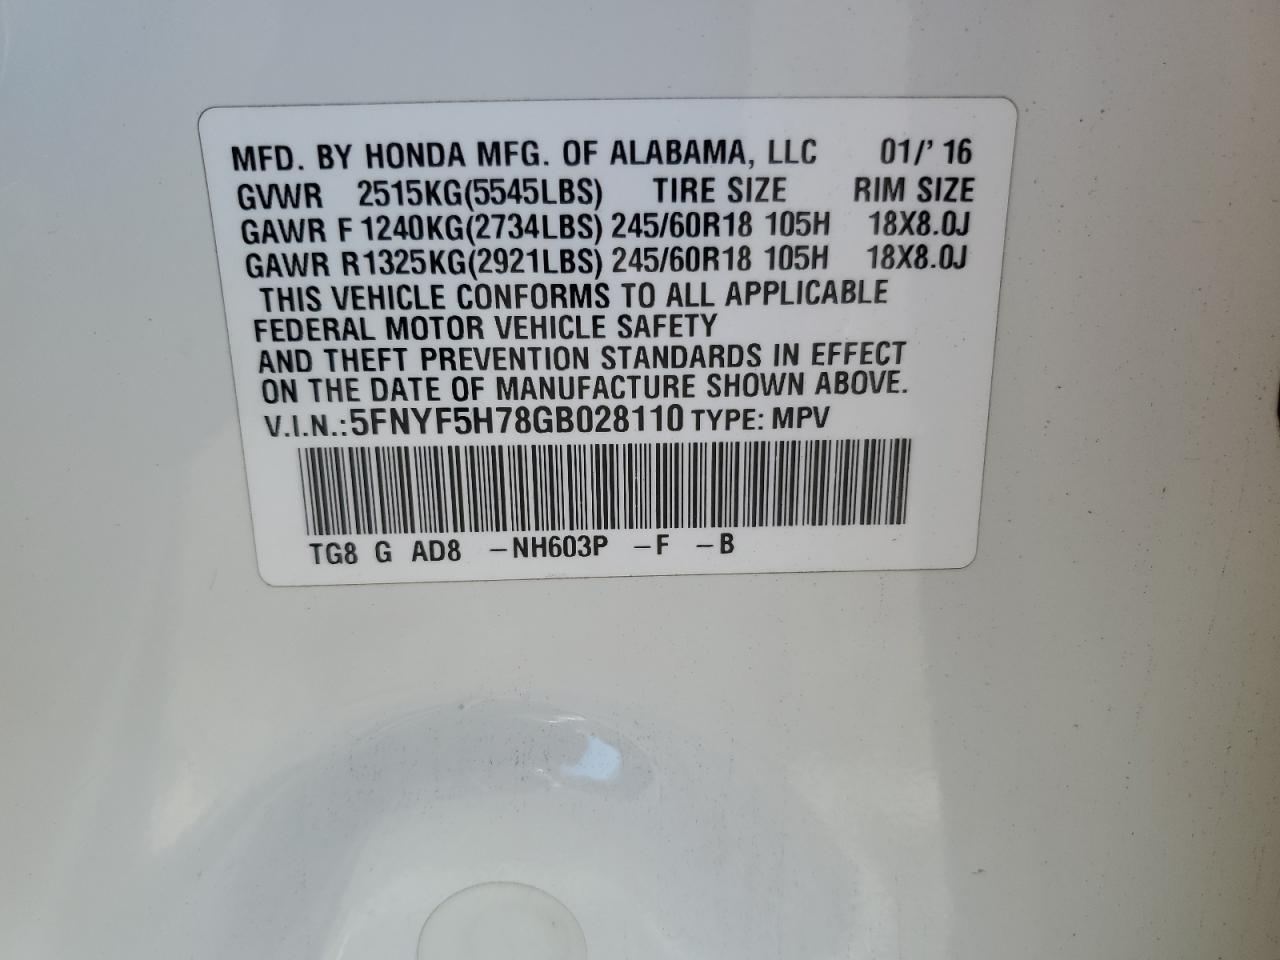 MFD. BY HONDA MFG. OF ALABAMA, LLC 01/' 16
GVWR 2515KG(5545LBS) TIRE SIZE RIM SIZE
GAWR F 1240KG(2734LBS) 245/60R18 105H 18X8.0J
GAWR R1325KG(2921LBS) 245/60R18 105H 18X8.0J
THIS VEHICLE CONFORMS TO ALL APPLICABLE
FEDERAL MOTOR VEHICLE SAFETY
AND THEFT PREVENTION STANDARDS IN EFFECT
ON THE DATE OF MANUFACTURE SHOWN ABOVE.
V.I.N.:5FNYF5H78GB028110 TYPE: MPV
TG8 G AD8 -NH603P -F -B